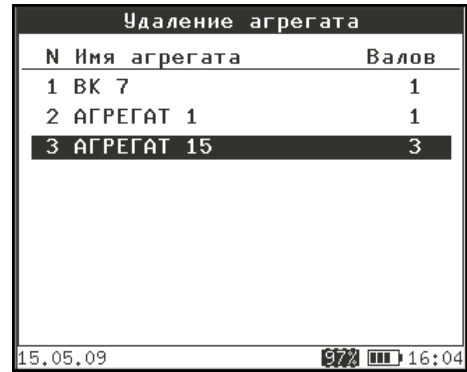 Удаление агрегата
N Имя агрегата Валов
1 ВК 7 1
2 АГРЕГАТ 1 1
3 АГРЕГАТ 15 3
15.05.09 97% 16:04